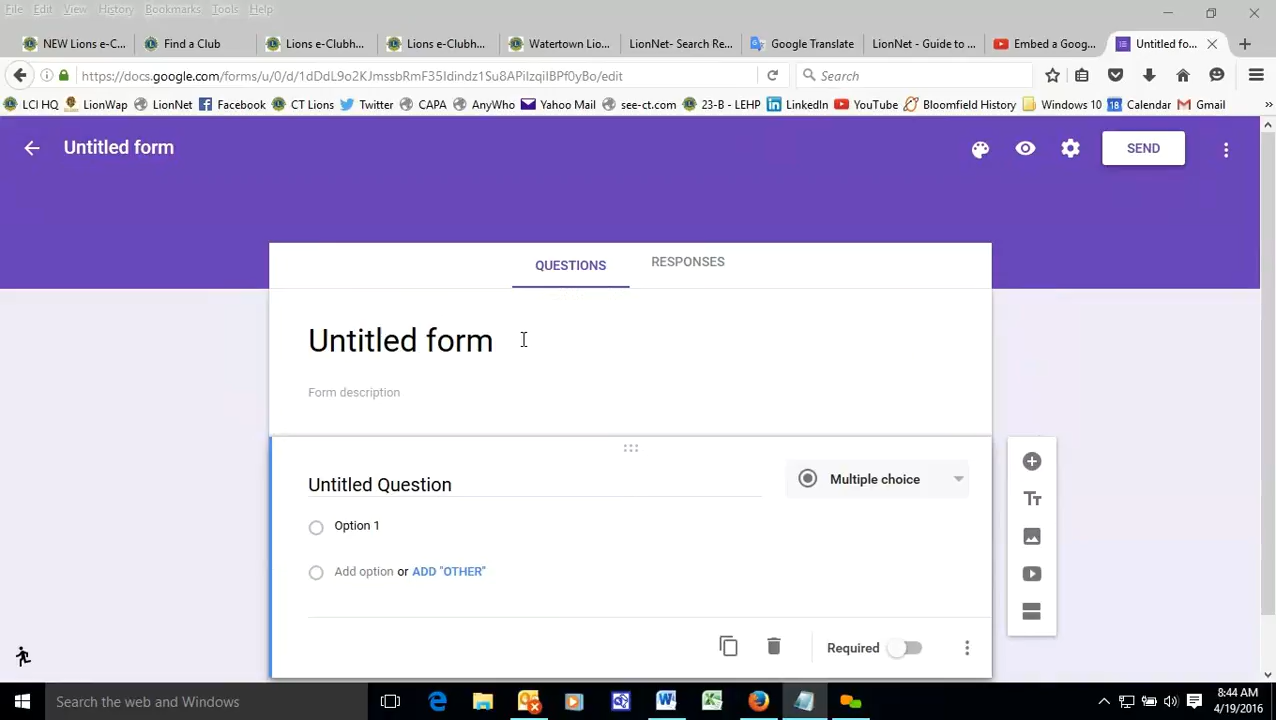 File Edit View History Bookmarks Tools Help
NEW Lions e-C... Find a Club Lions e-Clubh... Lions e-Clubh... Watertown Lio... LionNet- Search Re... Google Translate LionNet - Guide to ... Embed a Goog... Untitled fo...
https://docs.google.com/forms/u/0/d/1dDdL9o2KJmssbRmF35Idindz1Su8APiIzqiIPf0yBo/edit Search
LCI HQ LionWap LionNet Facebook CT Lions Twitter CAPA AnyWho Yahoo Mail see-ct.com 23-B - LEHP LinkedIn YouTube Bloomfield History Windows 10 18 Calendar Gmail »
Untitled form SEND
QUESTIONS RESPONSES
Untitled form
Form description
Untitled Question Multiple choice
Option 1
Add option or ADD "OTHER"
Required
Search the web and Windows
8:44 AM
4/19/2016